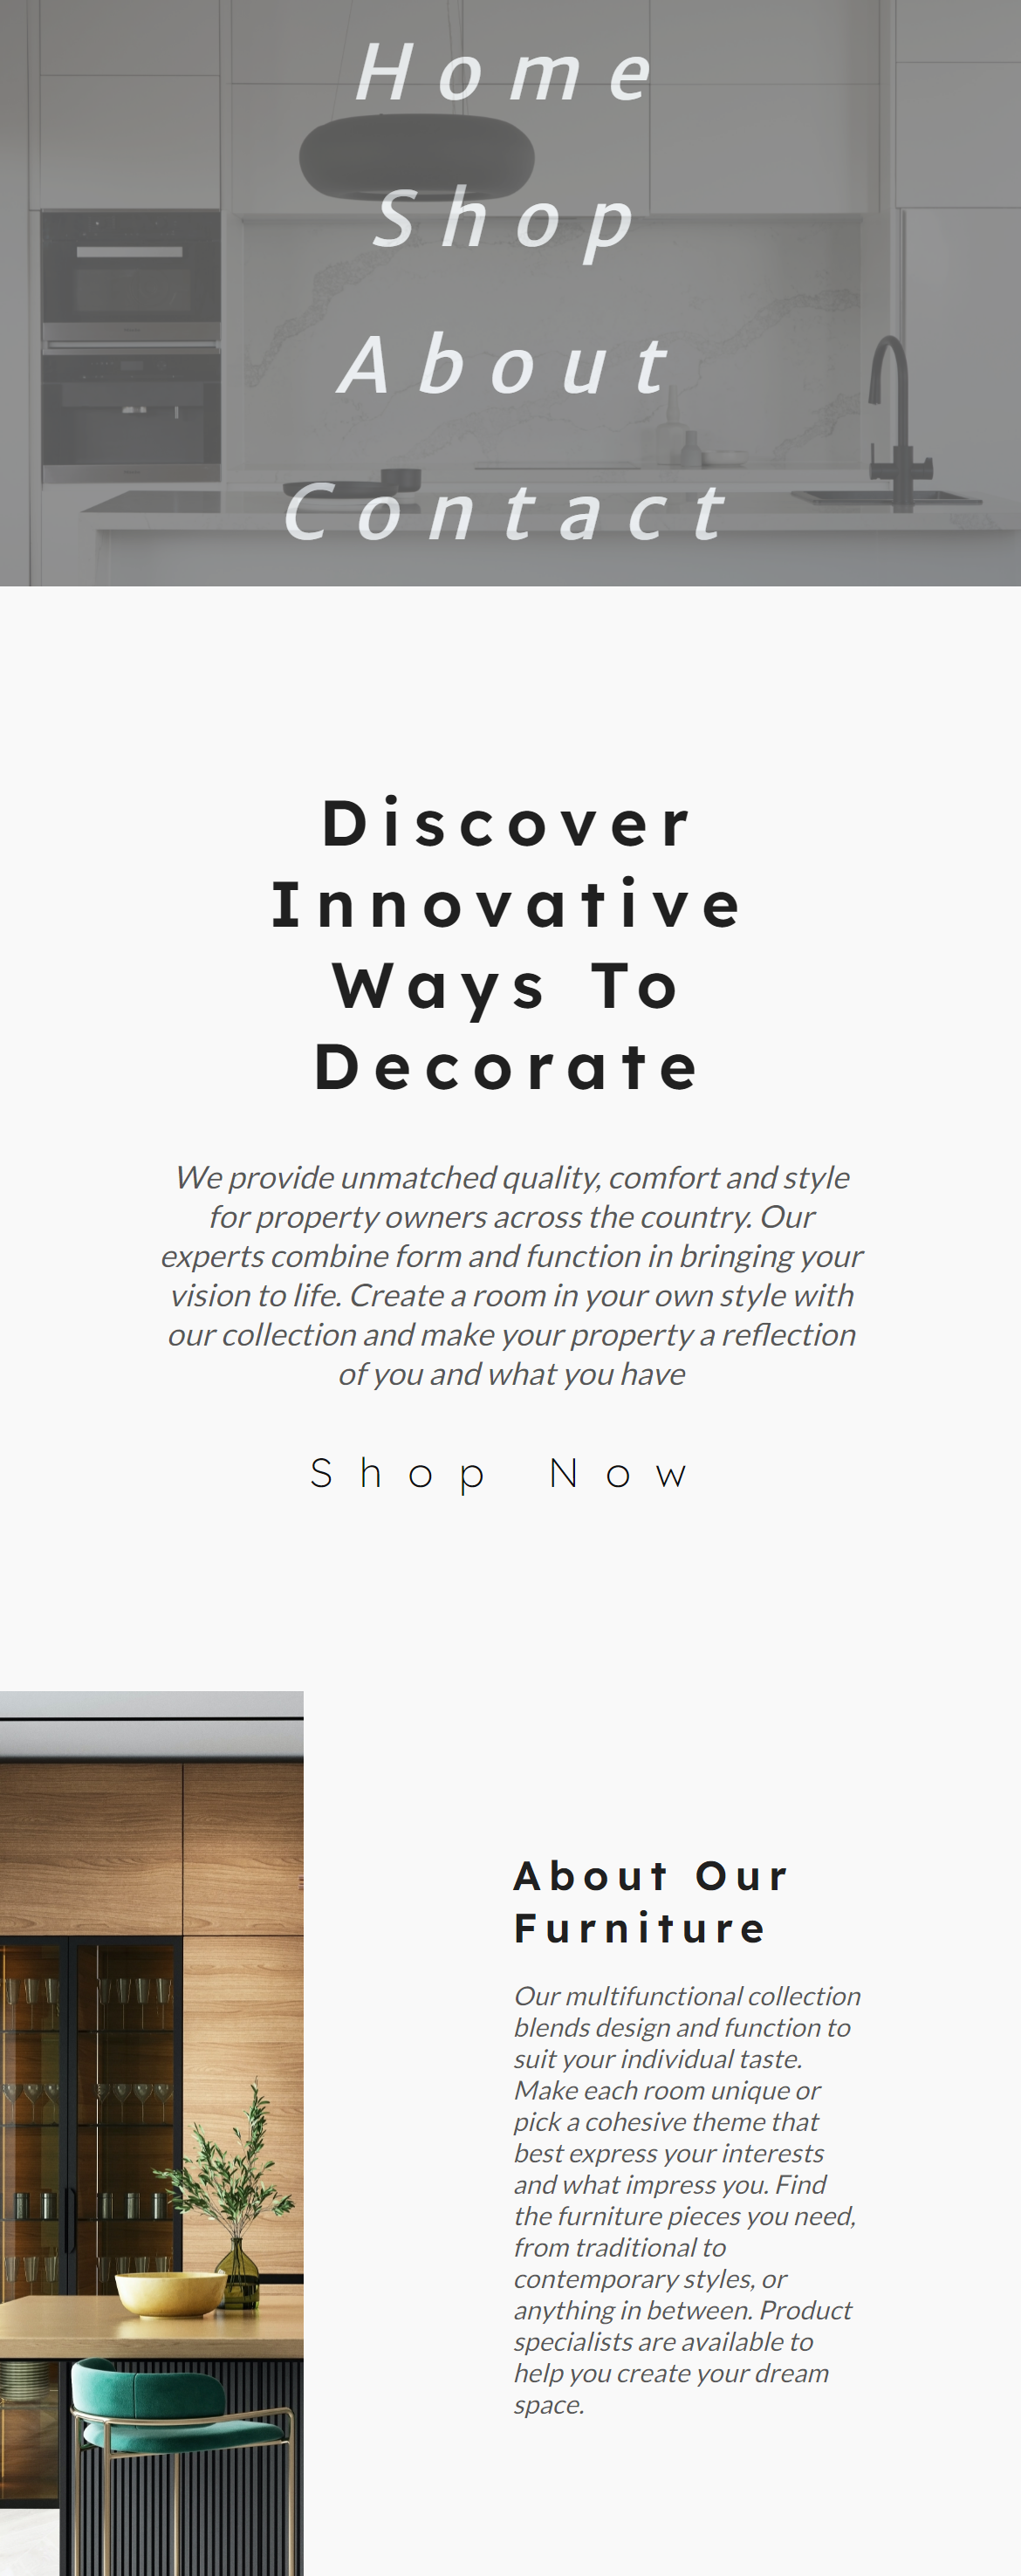 Home
Shop
About
Contact
Discover
Innovative
Ways To
Decorate
We provide unmatched quality, comfort and style
for property owners across the country. Our
experts combine form and function in bringing your
vision to life. Create a room in your own style with
our collection and make your property a reflection
of you and what you have
Shop Now
About Our
Furniture
Our multifunctional collection
blends design and function to
suit your individual taste.
Make each room unique or
pick a cohesive theme that
best express your interests
and what impress you. Find
the furniture pieces you need,
from traditional to
contemporary styles, or
anything in between. Product
specialists are available to
help you create your dream
space.